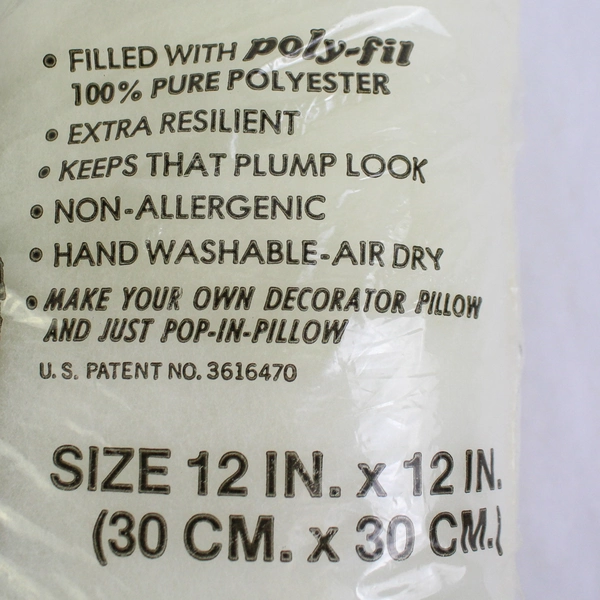 • FILLED WITH poly-fil
100% PURE POLYESTER
• EXTRA RESILIENT
• KEEPS THAT PLUMP LOOK
• NON-ALLERGENIC
• HAND WASHABLE-AIR DRY
• MAKE YOUR OWN DECORATOR PILLOW
AND JUST POP-IN-PILLOW
U.S. PATENT NO. 3616470
SIZE 12 IN. x 12 IN.
(30 CM. x 30 CM.)